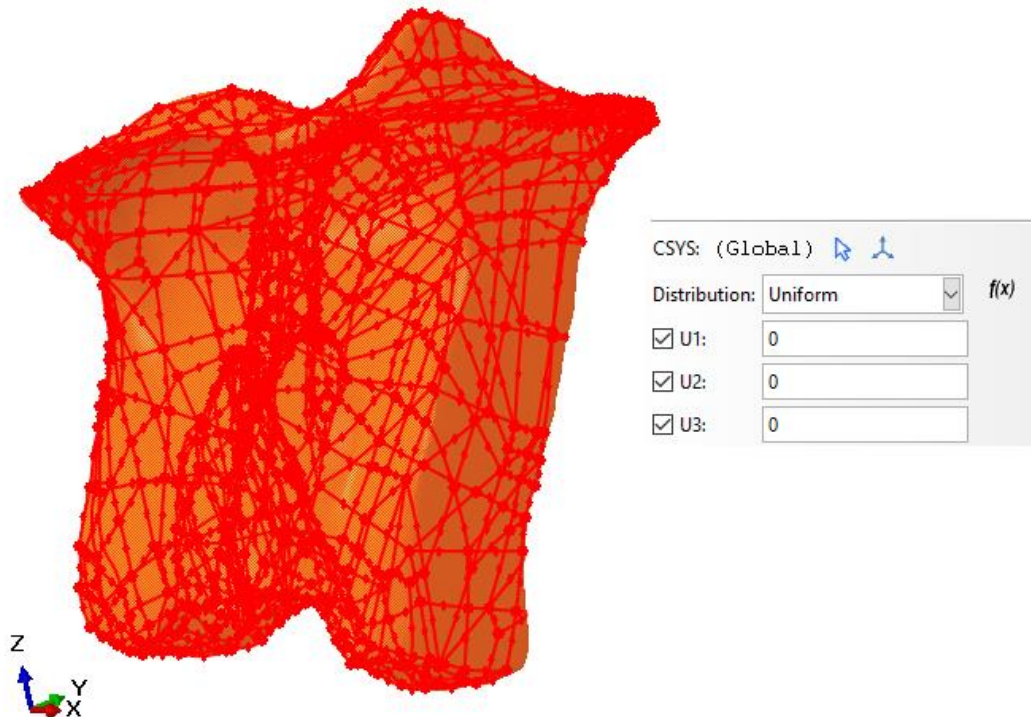 CSYS: (Global)
Distribution: Uniform f(x)
U1: 0
U2: 0
U3: 0
Z
Y
X